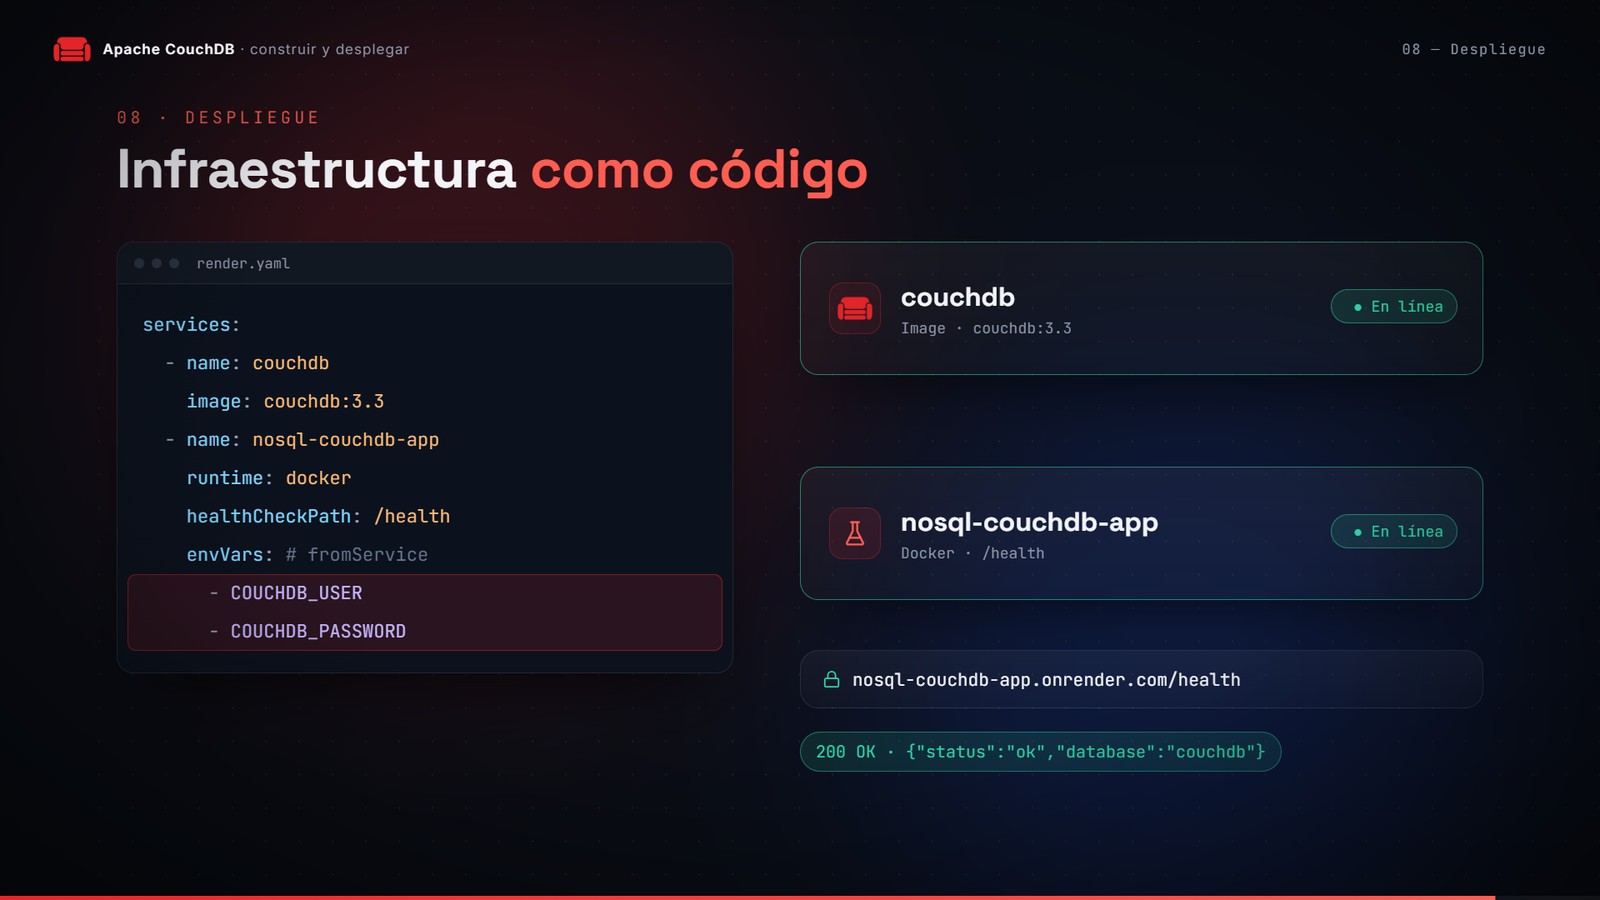 Apache CouchDB · construir y desplegar
08 — Despliegue
08 · DESPLIEGUE
Infraestructura como código
render.yaml
services:
- name: couchdb
image: couchdb:3.3
- name: nosql-couchdb-app
runtime: docker
healthCheckPath: /health
envVars: # fromService
- COUCHDB_USER
- COUCHDB_PASSWORD
couchdb
Image · couchdb:3.3
● En línea
nosql-couchdb-app
Docker · /health
● En línea
nosql-couchdb-app.onrender.com/health
200 OK · {"status":"ok","database":"couchdb"}